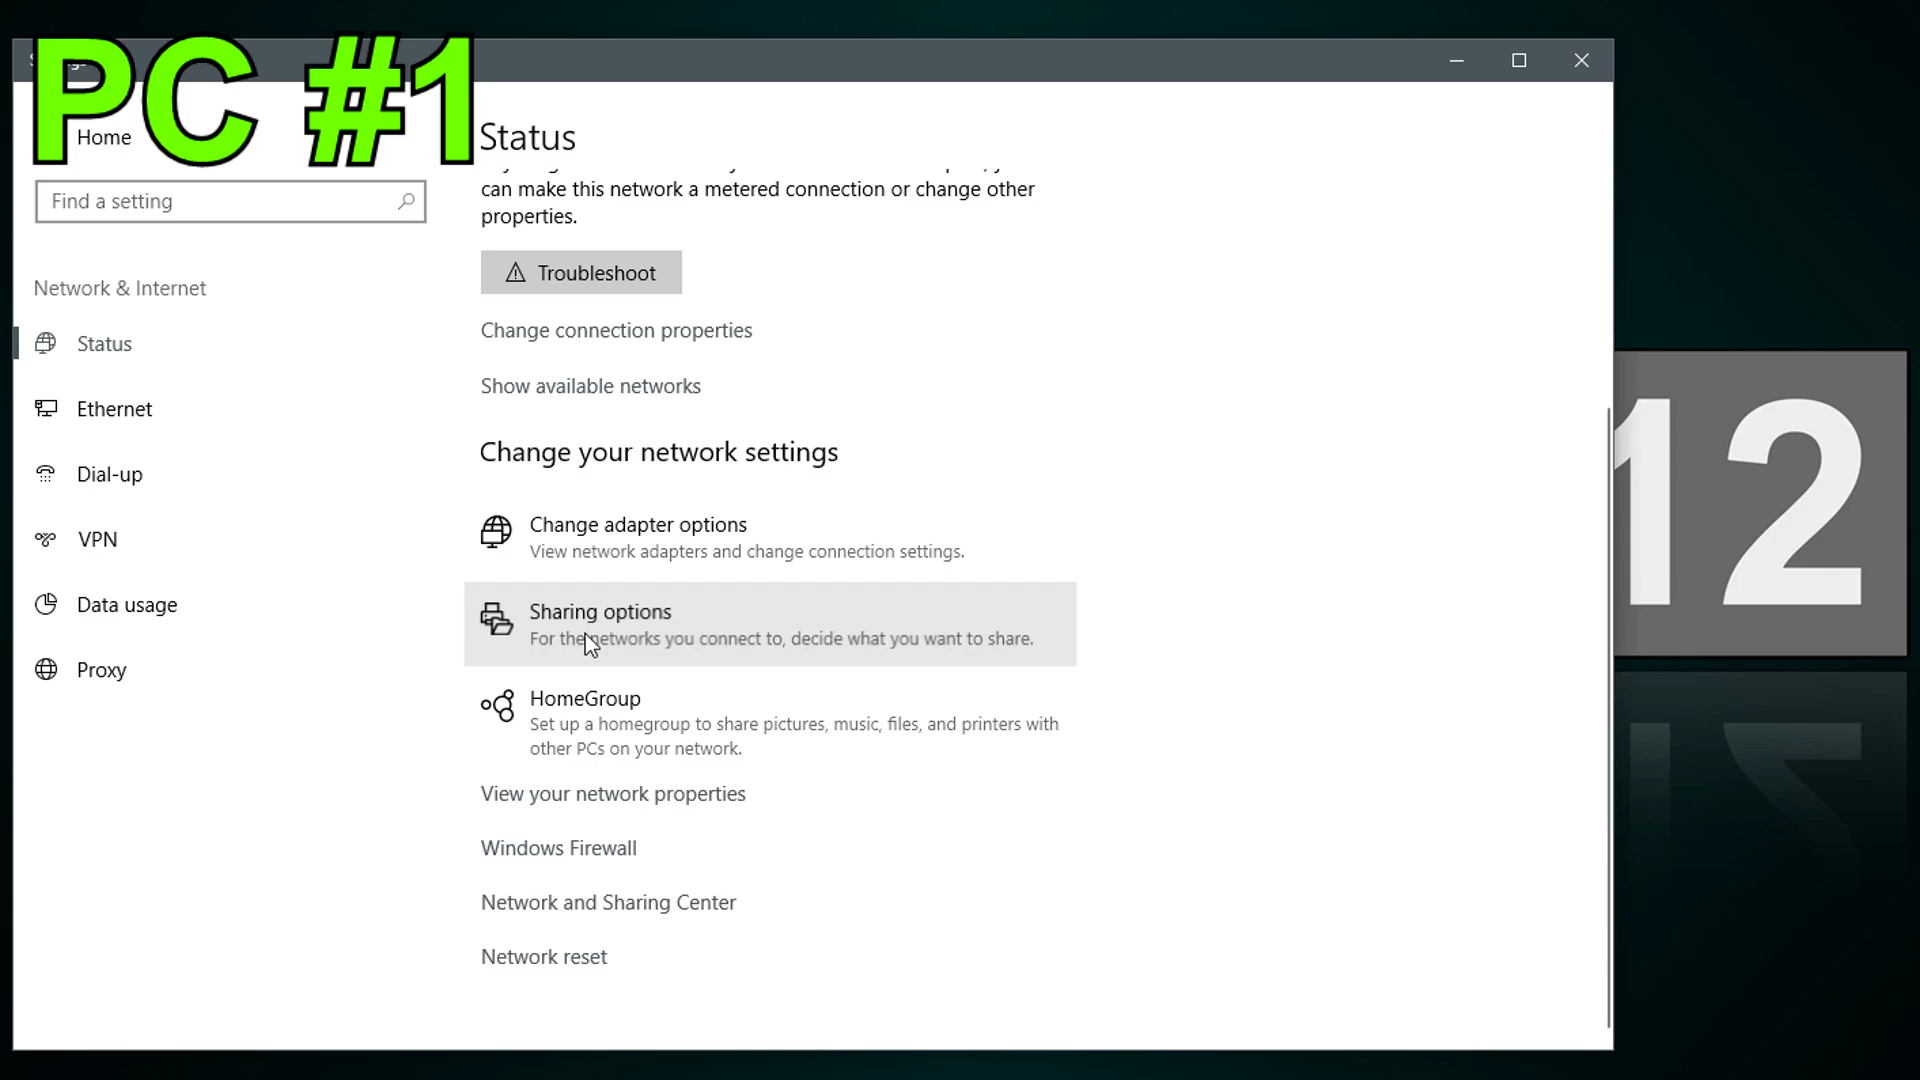 PC #1
Home
Find a setting
Network & Internet
Status
Ethernet
Dial-up
VPN
Data usage
Proxy
Status
can make this network a metered connection or change other
properties.
Troubleshoot
Change connection properties
Show available networks
Change your network settings
Change adapter options
View network adapters and change connection settings.
Sharing options
For the networks you connect to, decide what you want to share.
HomeGroup
Set up a homegroup to share pictures, music, files, and printers with
other PCs on your network.
View your network properties
Windows Firewall
Network and Sharing Center
Network reset
12